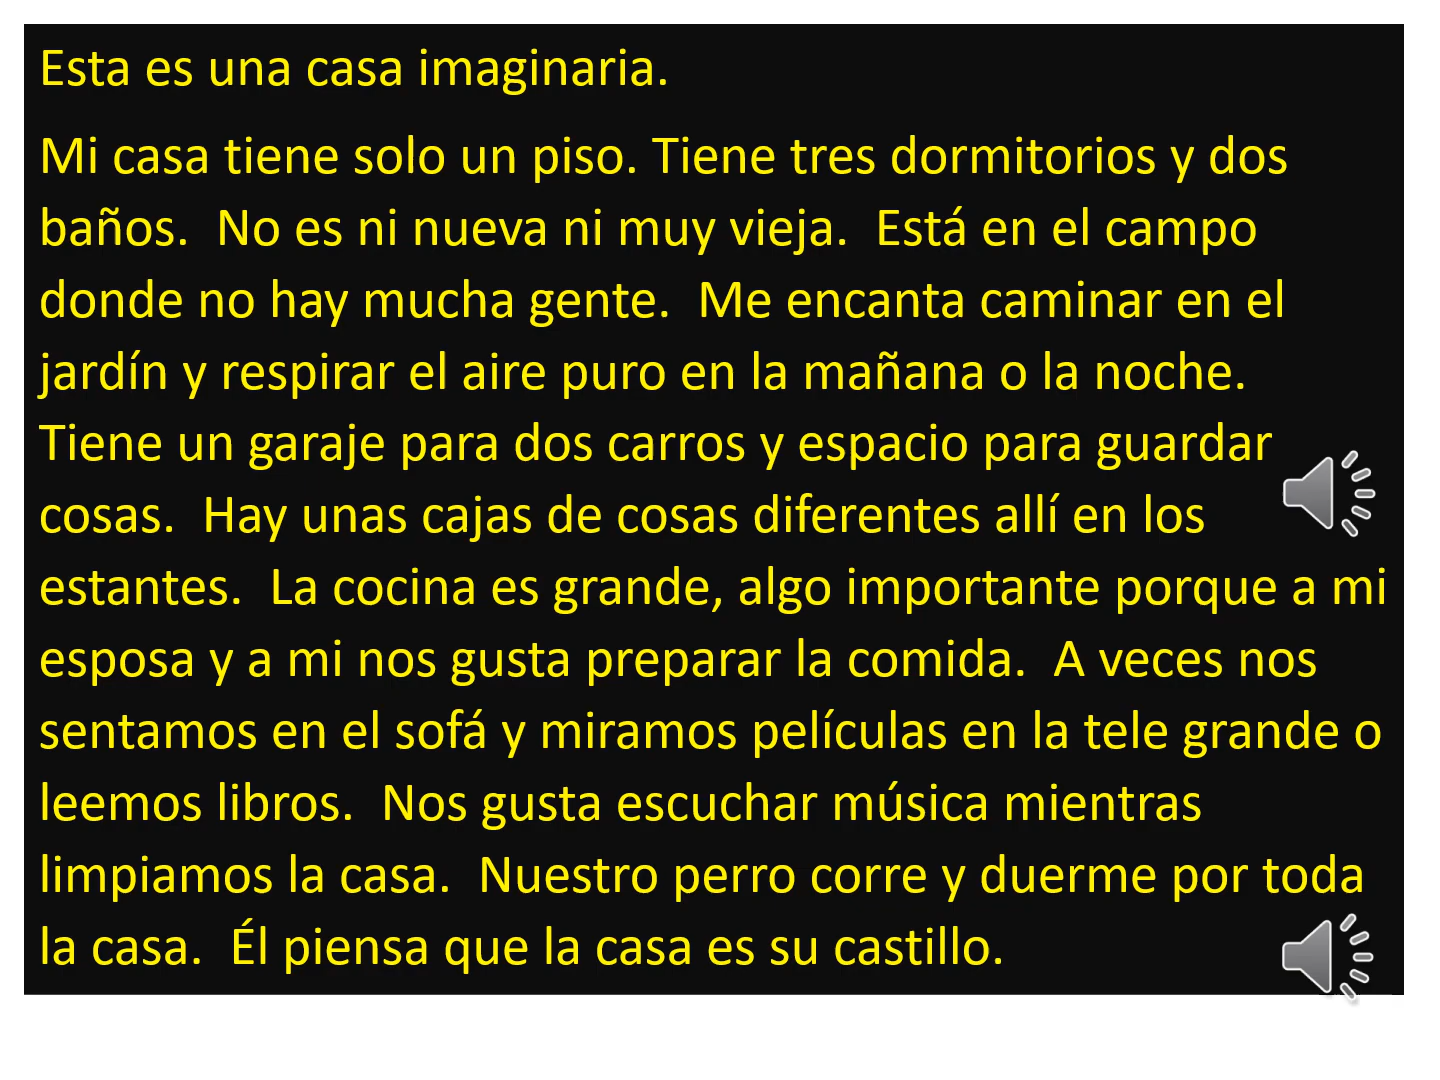 Esta es una casa imaginaria.
Mi casa tiene solo un piso. Tiene tres dormitorios y dos
baños.  No es ni nueva ni muy vieja.  Está en el campo
donde no hay mucha gente.  Me encanta caminar en el
jardín y respirar el aire puro en la mañana o la noche.
Tiene un garaje para dos carros y espacio para guardar
cosas.  Hay unas cajas de cosas diferentes allí en los
estantes.  La cocina es grande, algo importante porque a mi
esposa y a mi nos gusta preparar la comida.  A veces nos
sentamos en el sofá y miramos películas en la tele grande o
leemos libros.  Nos gusta escuchar música mientras
limpiamos la casa.  Nuestro perro corre y duerme por toda
la casa.  Él piensa que la casa es su castillo.